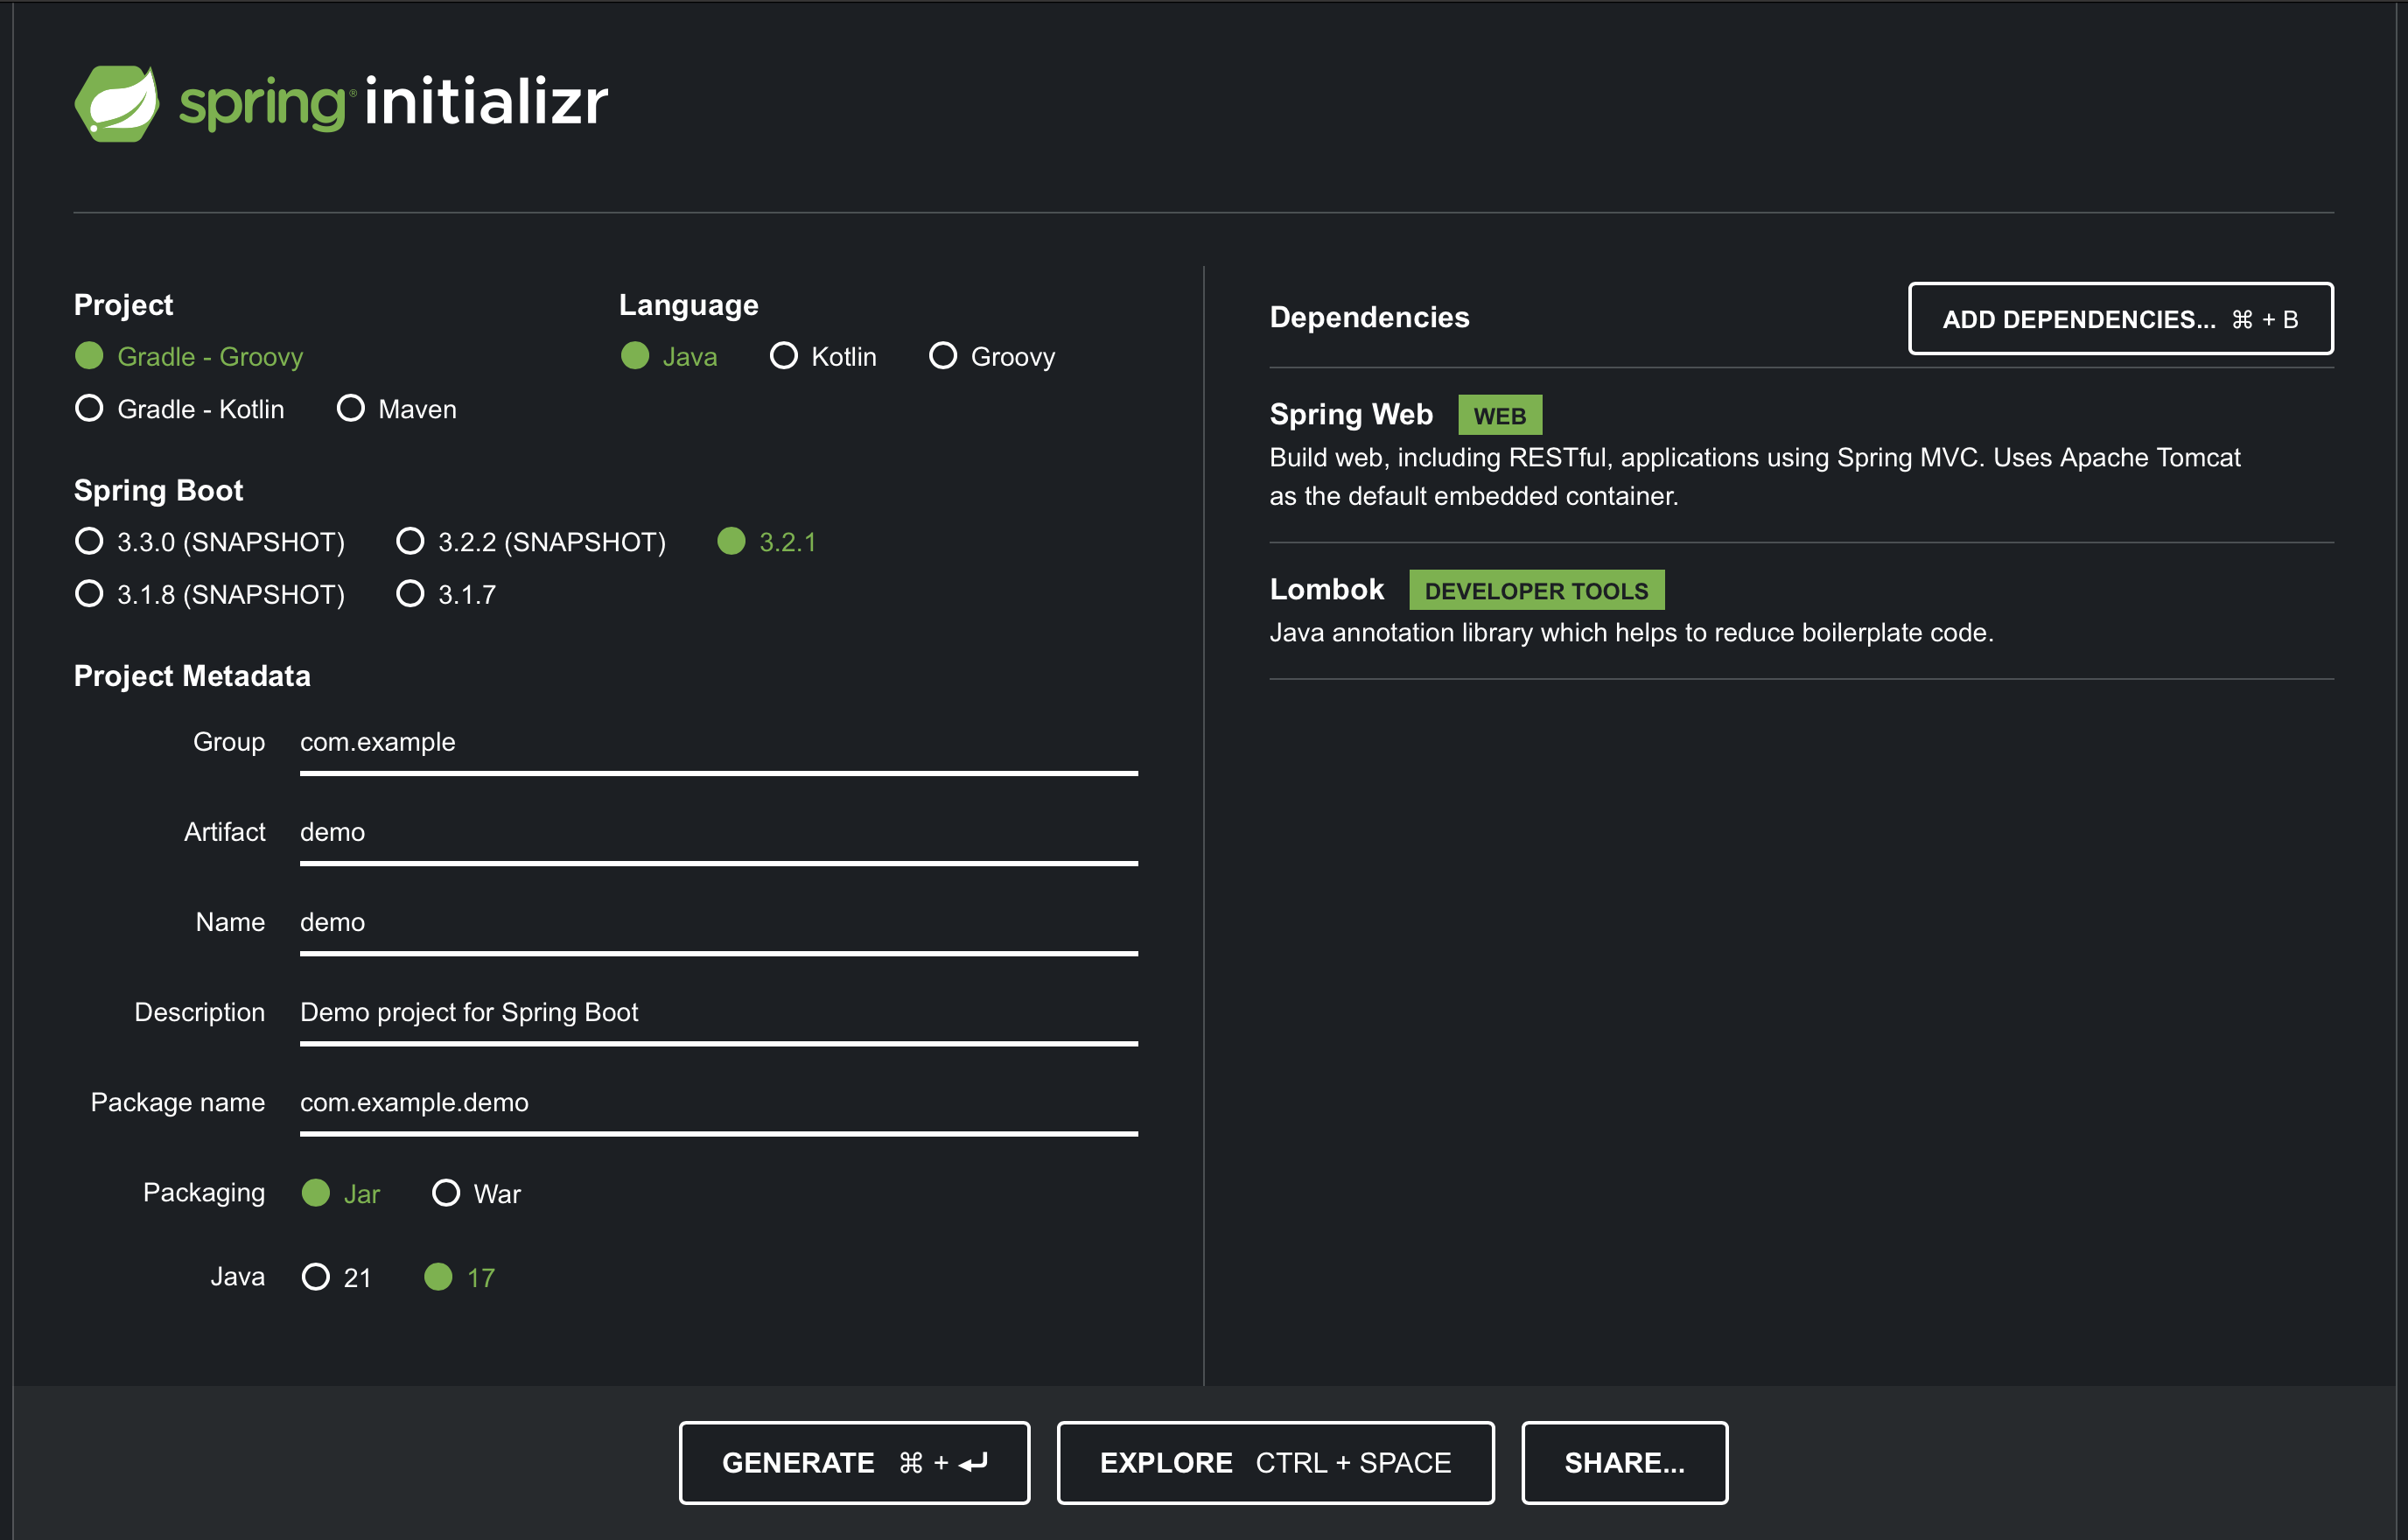 spring® initializr
Project
Gradle - Groovy
Gradle - Kotlin Maven
Language
Java Kotlin Groovy
Spring Boot
3.3.0 (SNAPSHOT) 3.2.2 (SNAPSHOT) 3.2.1
3.1.8 (SNAPSHOT) 3.1.7
Project Metadata
Group com.example
Artifact demo
Name demo
Description Demo project for Spring Boot
Package name com.example.demo
Packaging Jar War
Java 21 17
Dependencies
ADD DEPENDENCIES... ⌘ + B
Spring Web WEB
Build web, including RESTful, applications using Spring MVC. Uses Apache Tomcat
as the default embedded container.
Lombok DEVELOPER TOOLS
Java annotation library which helps to reduce boilerplate code.
GENERATE ⌘ + ⏎
EXPLORE CTRL + SPACE
SHARE...